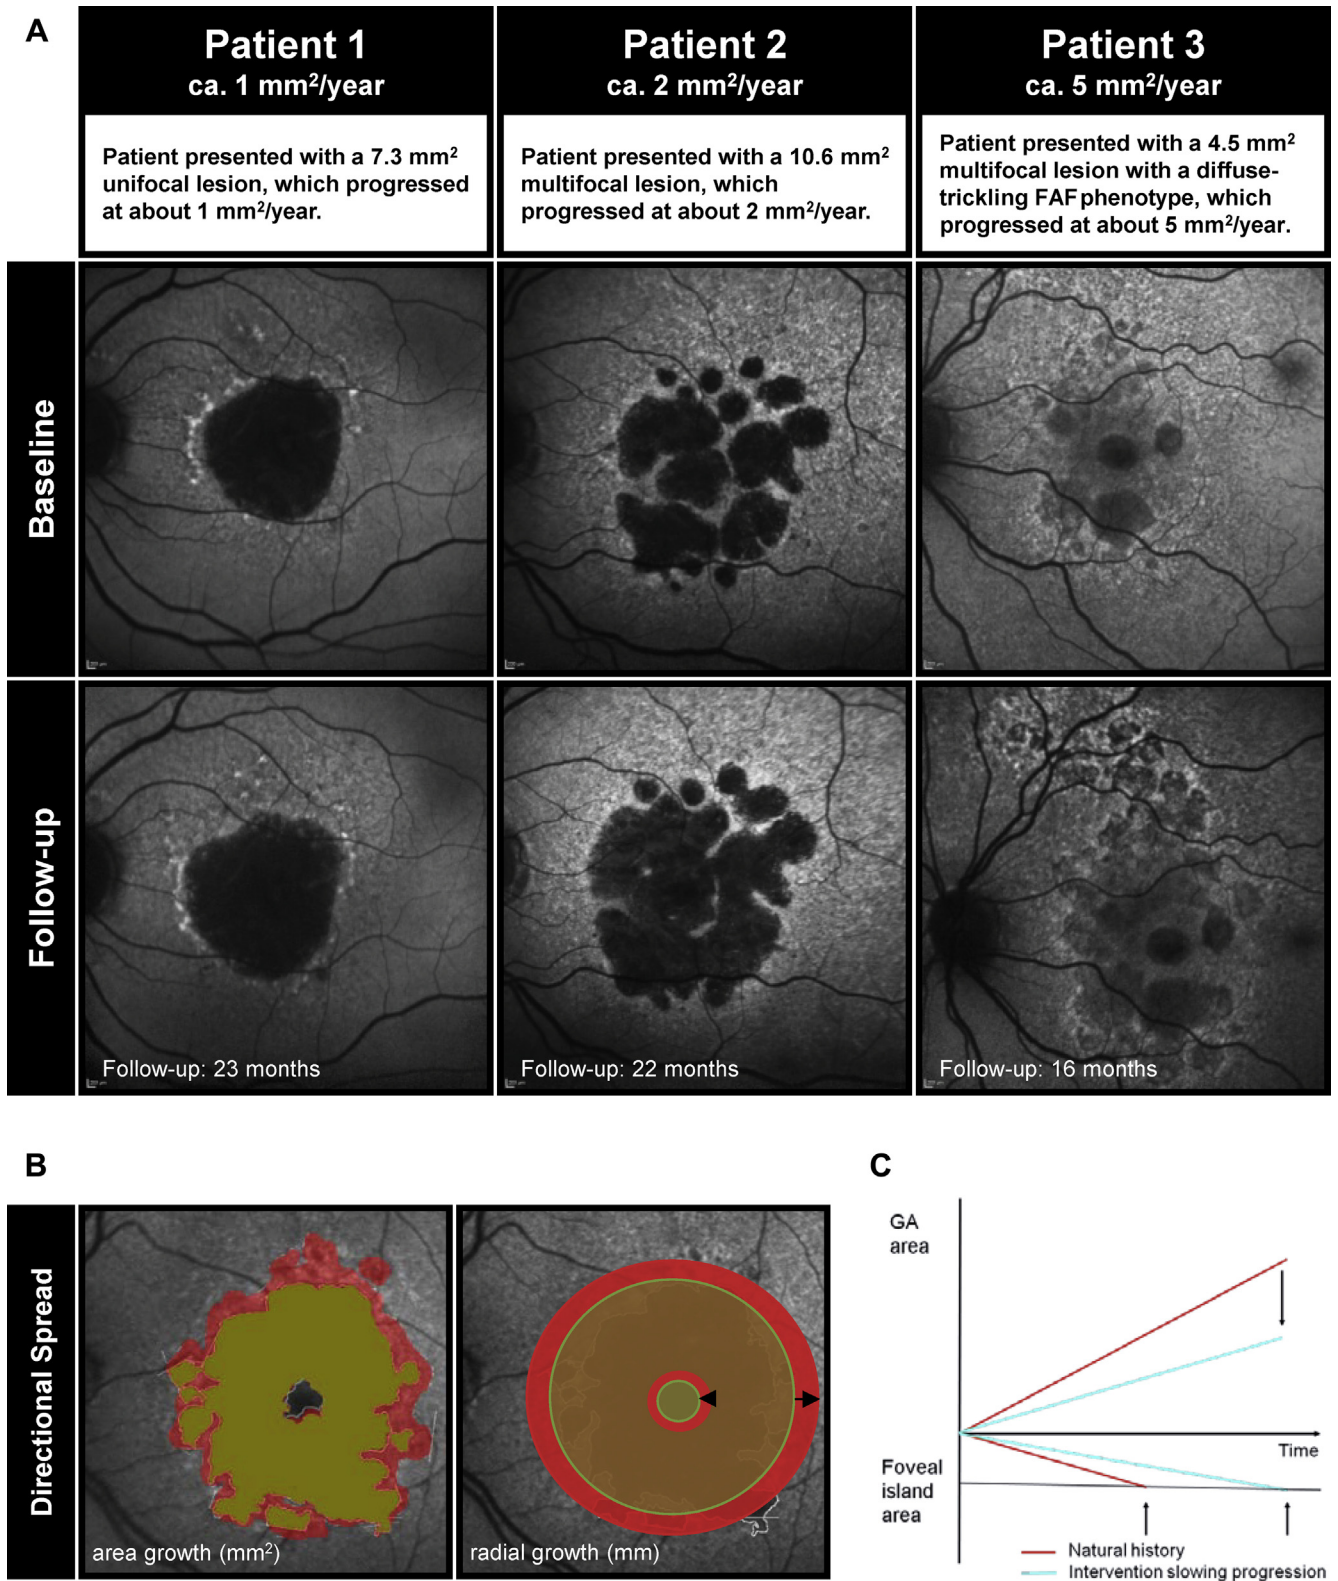 A
Patient 1
ca. 1 mm²/year
Patient presented with a 7.3 mm²
unifocal lesion, which progressed
at about 1 mm²/year.
Patient 2
ca. 2 mm²/year
Patient presented with a 10.6 mm²
multifocal lesion, which
progressed at about 2 mm²/year.
Patient 3
ca. 5 mm²/year
Patient presented with a 4.5 mm²
multifocal lesion with a diffuse-
trickling FAF phenotype, which
progressed at about 5 mm²/year.
Baseline
Follow-up
Follow-up: 23 months
Follow-up: 22 months
Follow-up: 16 months
B
Directional Spread
area growth (mm²)
radial growth (mm)
C
GA
area
Time
Foveal
island
area
Natural history
Intervention slowing progression